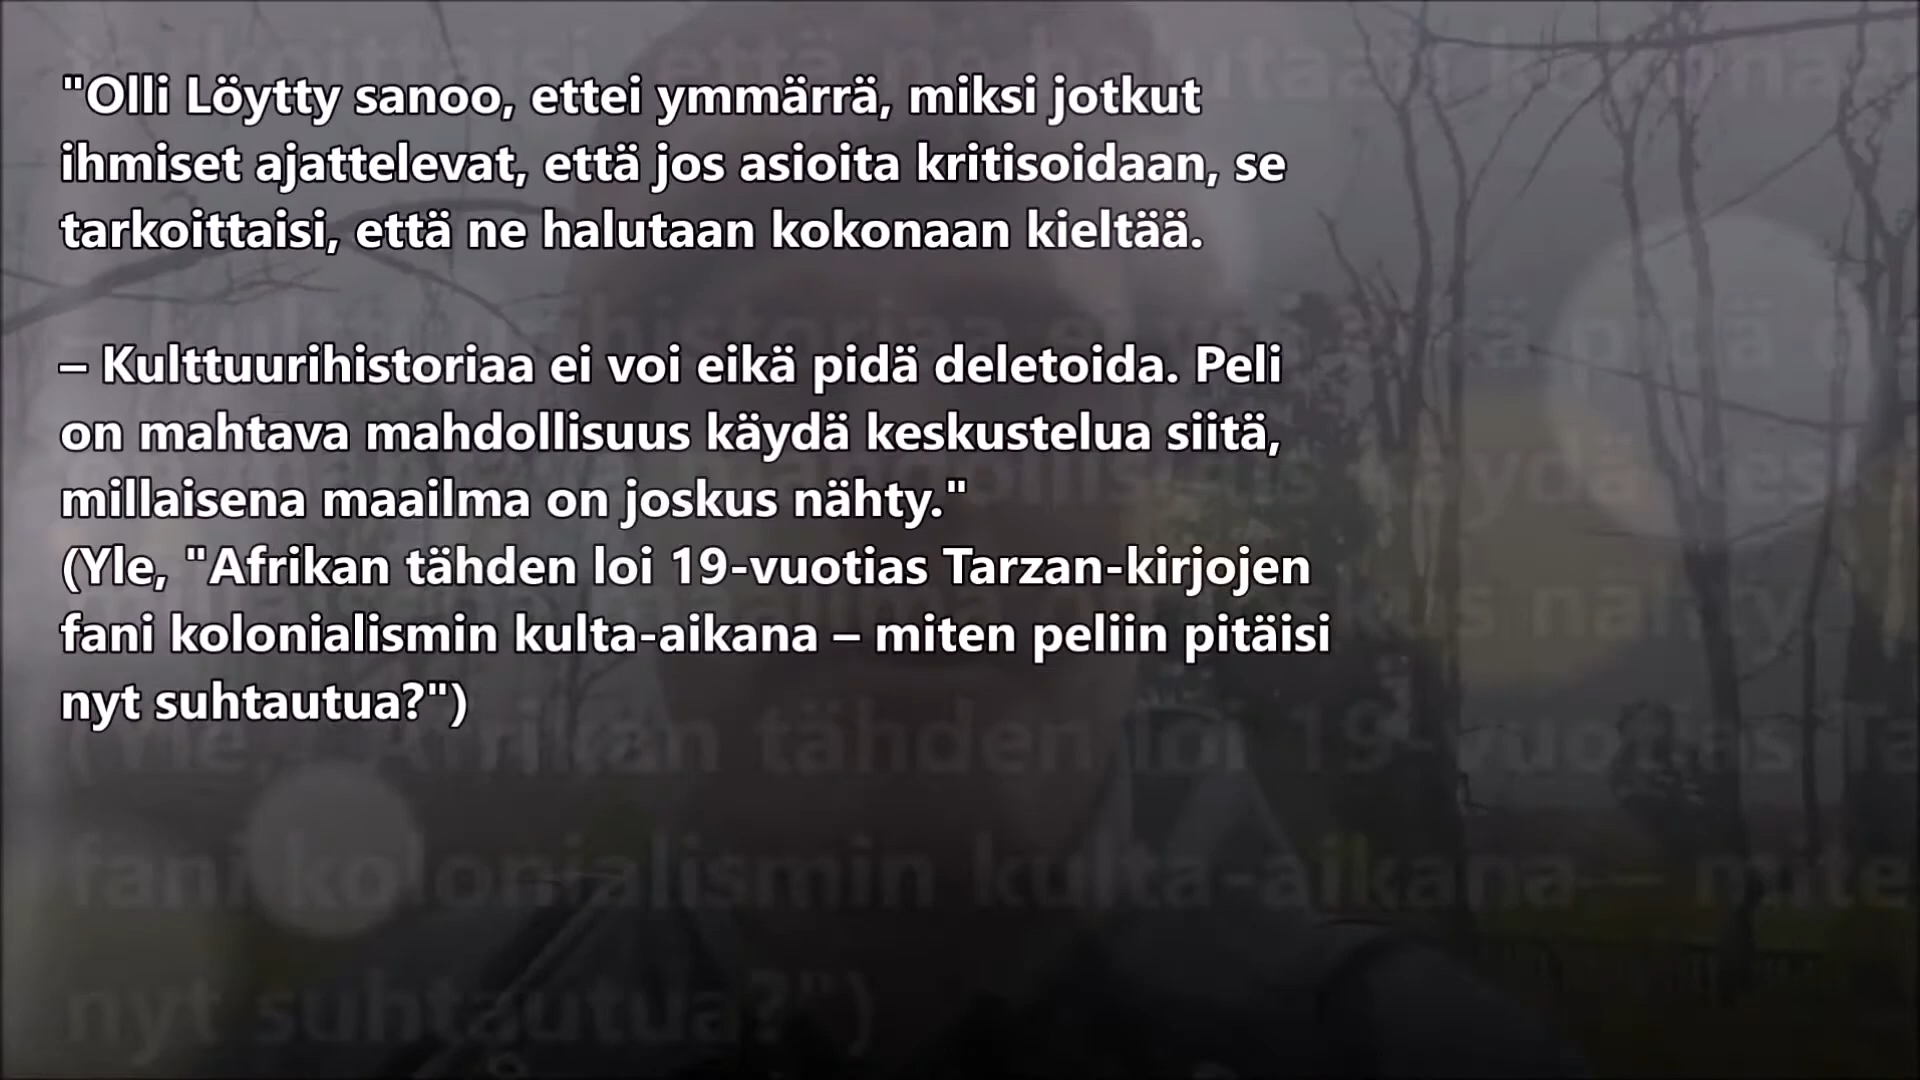 "Olli Löytty sanoo, ettei ymmärrä, miksi jotkut
ihmiset ajattelevat, että jos asioita kritisoidaan, se
tarkoittaisi, että ne halutaan kokonaan kieltää.
– Kulttuurihistoriaa ei voi eikä pidä deletoida. Peli
on mahtava mahdollisuus käydä keskustelua siitä,
millaisena maailma on joskus nähty."
(Yle, "Afrikan tähden loi 19-vuotias Tarzan-kirjojen
fani kolonialismin kulta-aikana – miten peliin pitäisi
nyt suhtautua?")